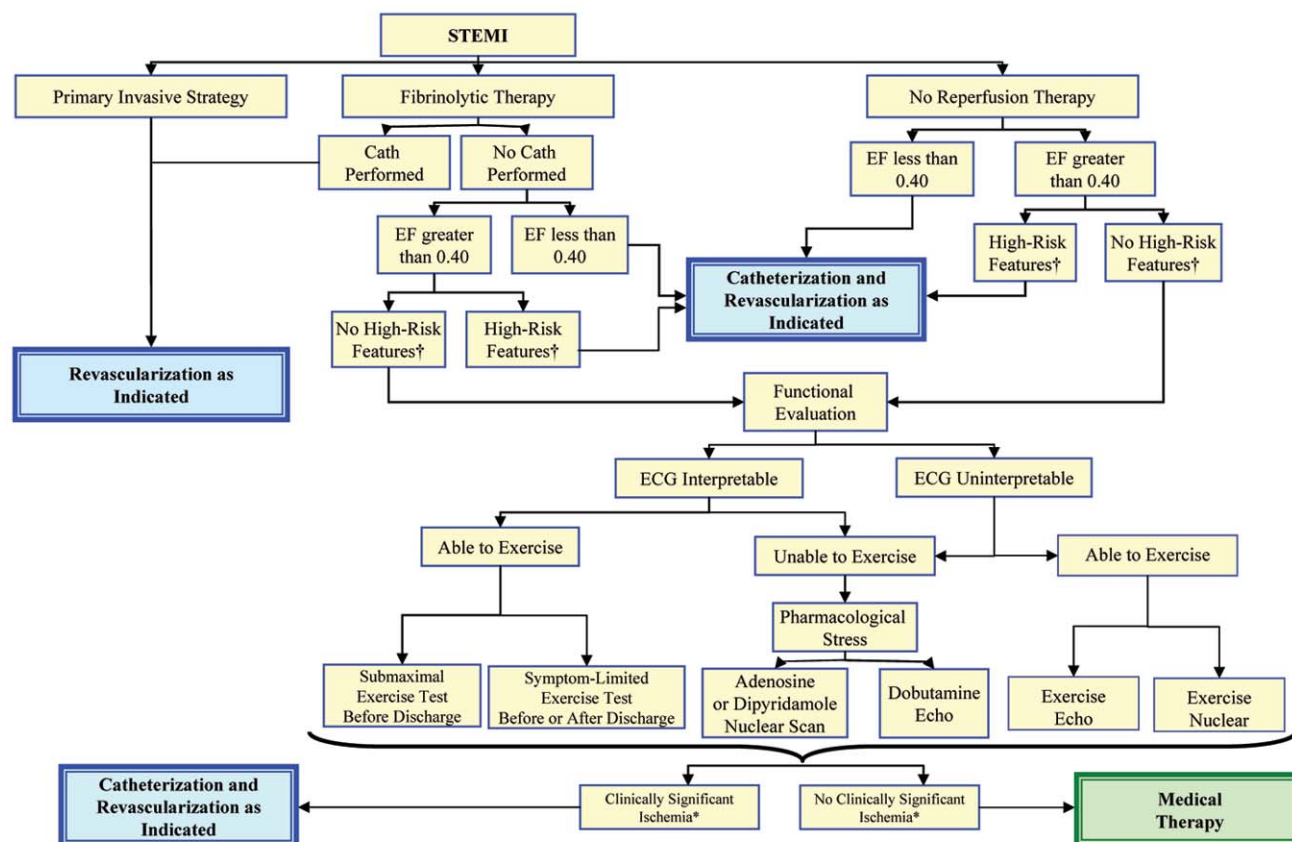 STEMI
Primary Invasive Strategy
Fibrinolytic Therapy
No Reperfusion Therapy
Cath
Performed
No Cath
Performed
EF less than
0.40
EF greater
than 0.40
EF greater
than 0.40
EF less than
0.40
High-Risk
Features†
No High-Risk
Features†
Catheterization and
Revascularization as
Indicated
No High-Risk
Features†
High-Risk
Features†
Revascularization as
Indicated
Functional
Evaluation
ECG Interpretable
ECG Uninterpretable
Able to Exercise
Unable to Exercise
Able to Exercise
Pharmacological
Stress
Submaximal
Exercise Test
Before Discharge
Symptom-Limited
Exercise Test
Before or After Discharge
Adenosine
or Dipyridamole
Nuclear Scan
Dobutamine
Echo
Exercise
Echo
Exercise
Nuclear
Catheterization and
Revascularization as
Indicated
Clinically Significant
Ischemia*
No Clinically Significant
Ischemia*
Medical
Therapy